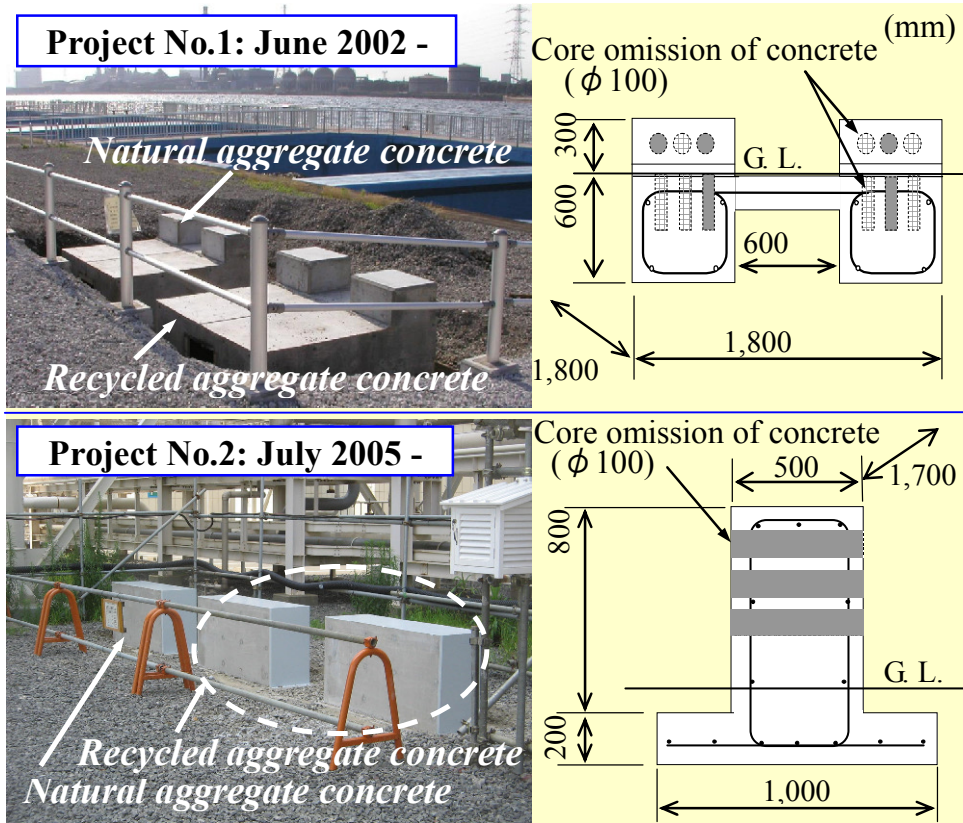 Project No.1: June 2002 -
Natural aggregate concrete
Recycled aggregate concrete
(mm)
Core omission of concrete
(ϕ 100)
300
G. L.
600
600
1,800
1,800
Project No.2: July 2005 -
Recycled aggregate concrete
Natural aggregate concrete
Core omission of concrete
(ϕ 100)
500
1,700
800
G. L.
200
1,000